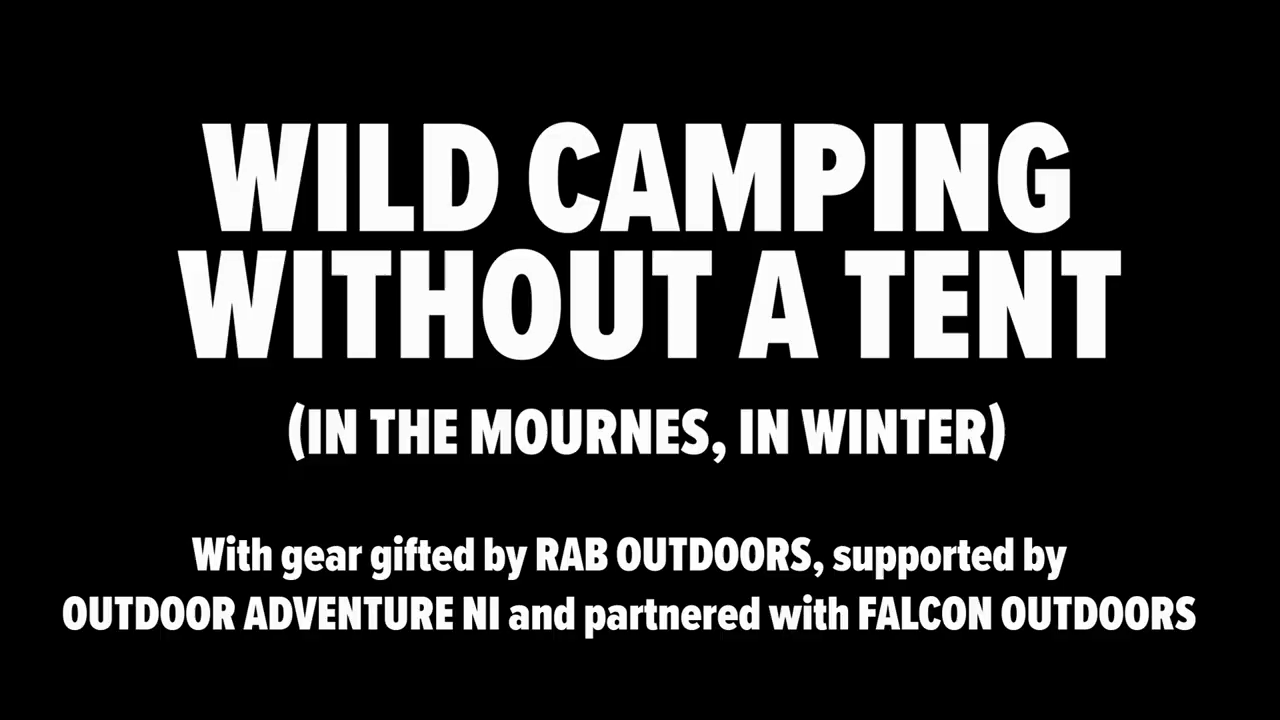 WILD CAMPING
WITHOUT A TENT
(IN THE MOURNES, IN WINTER)
With gear gifted by RAB OUTDOORS, supported by
OUTDOOR ADVENTURE NI and partnered with FALCON OUTDOORS